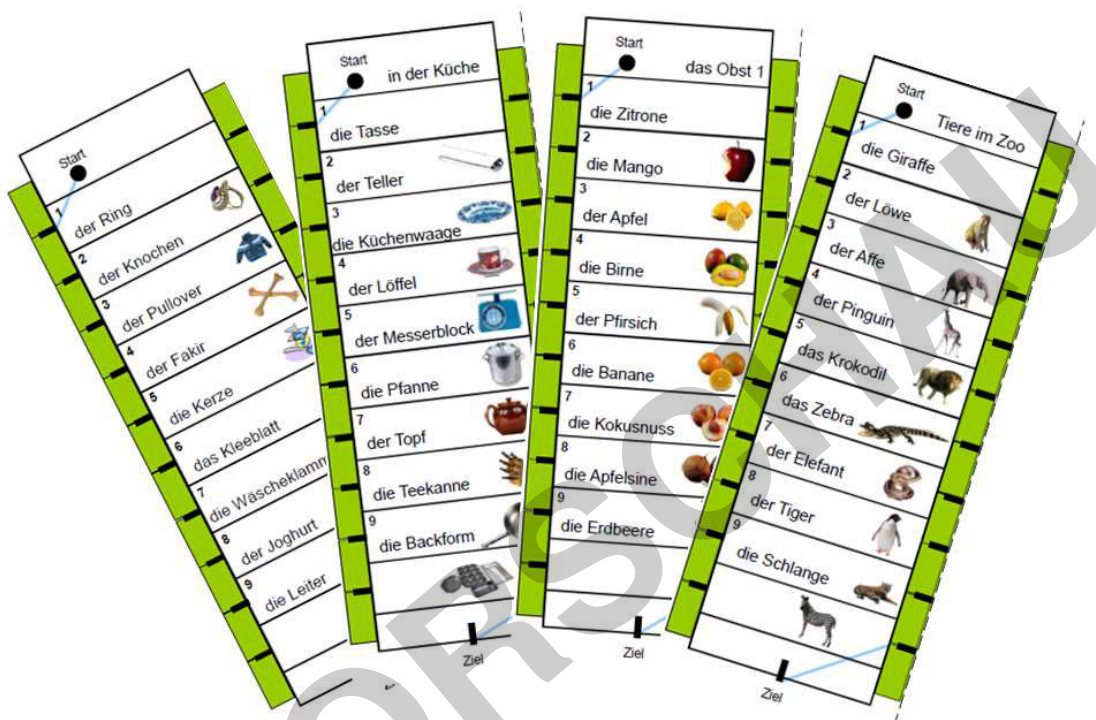 Start
1
der Ring
2
der Knochen
3
der Pullover
4
der Fakir
5
die Kerze
6
das Kleeblatt
7
die Wäscheklamm
8
der Joghurt
9
die Leiter
Start
in der Küche
1
die Tasse
2
der Teller
3
die Küchenwaage
4
der Löffel
5
der Messerblock
6
die Pfanne
7
der Topf
8
die Teekanne
9
die Backform
Ziel
Start
das Obst 1
1
die Zitrone
2
die Mango
3
der Apfel
4
die Birne
5
der Pfirsich
6
die Banane
7
die Kokusnuss
8
die Apfelsine
9
die Erdbeere
Ziel
Start
Tiere im Zoo
1
die Giraffe
2
der Löwe
3
der Affe
4
der Pinguin
5
das Krokodil
6
das Zebra
7
der Elefant
8
der Tiger
9
die Schlange
Ziel
ORSCHAU